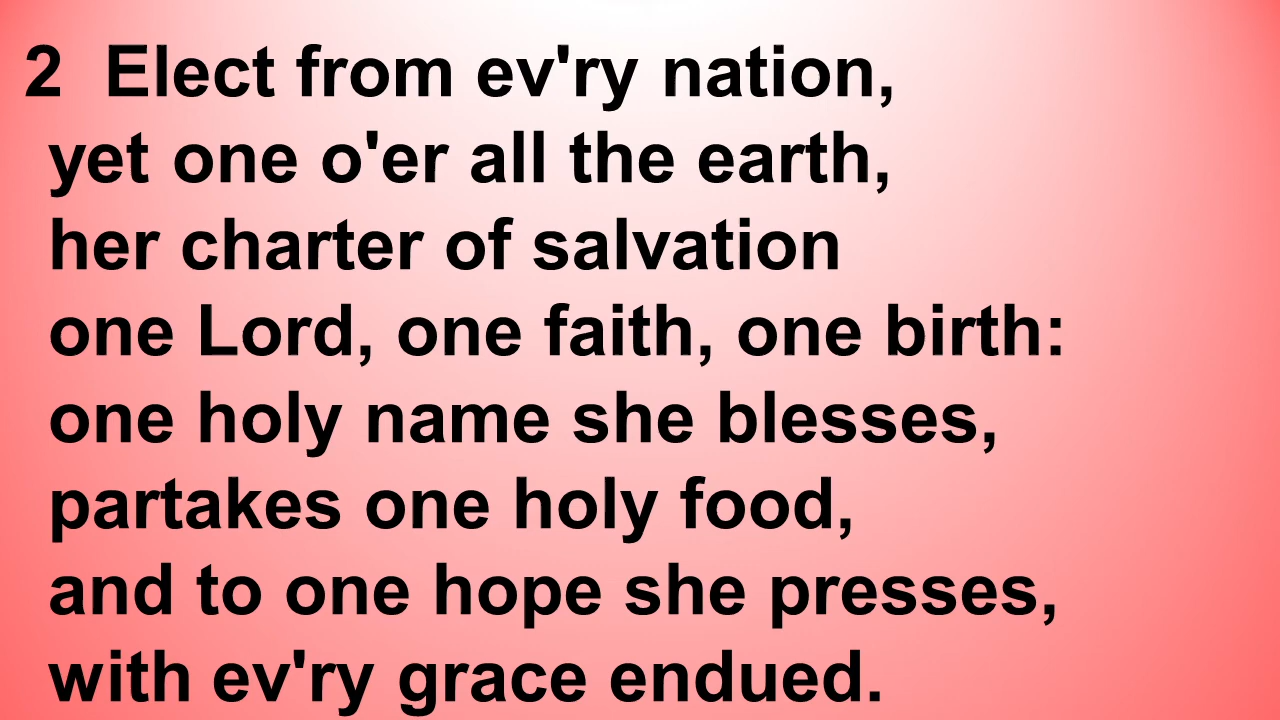 2 Elect from ev'ry nation,
yet one o'er all the earth,
her charter of salvation
one Lord, one faith, one birth:
one holy name she blesses,
partakes one holy food,
and to one hope she presses,
with ev'ry grace endued.